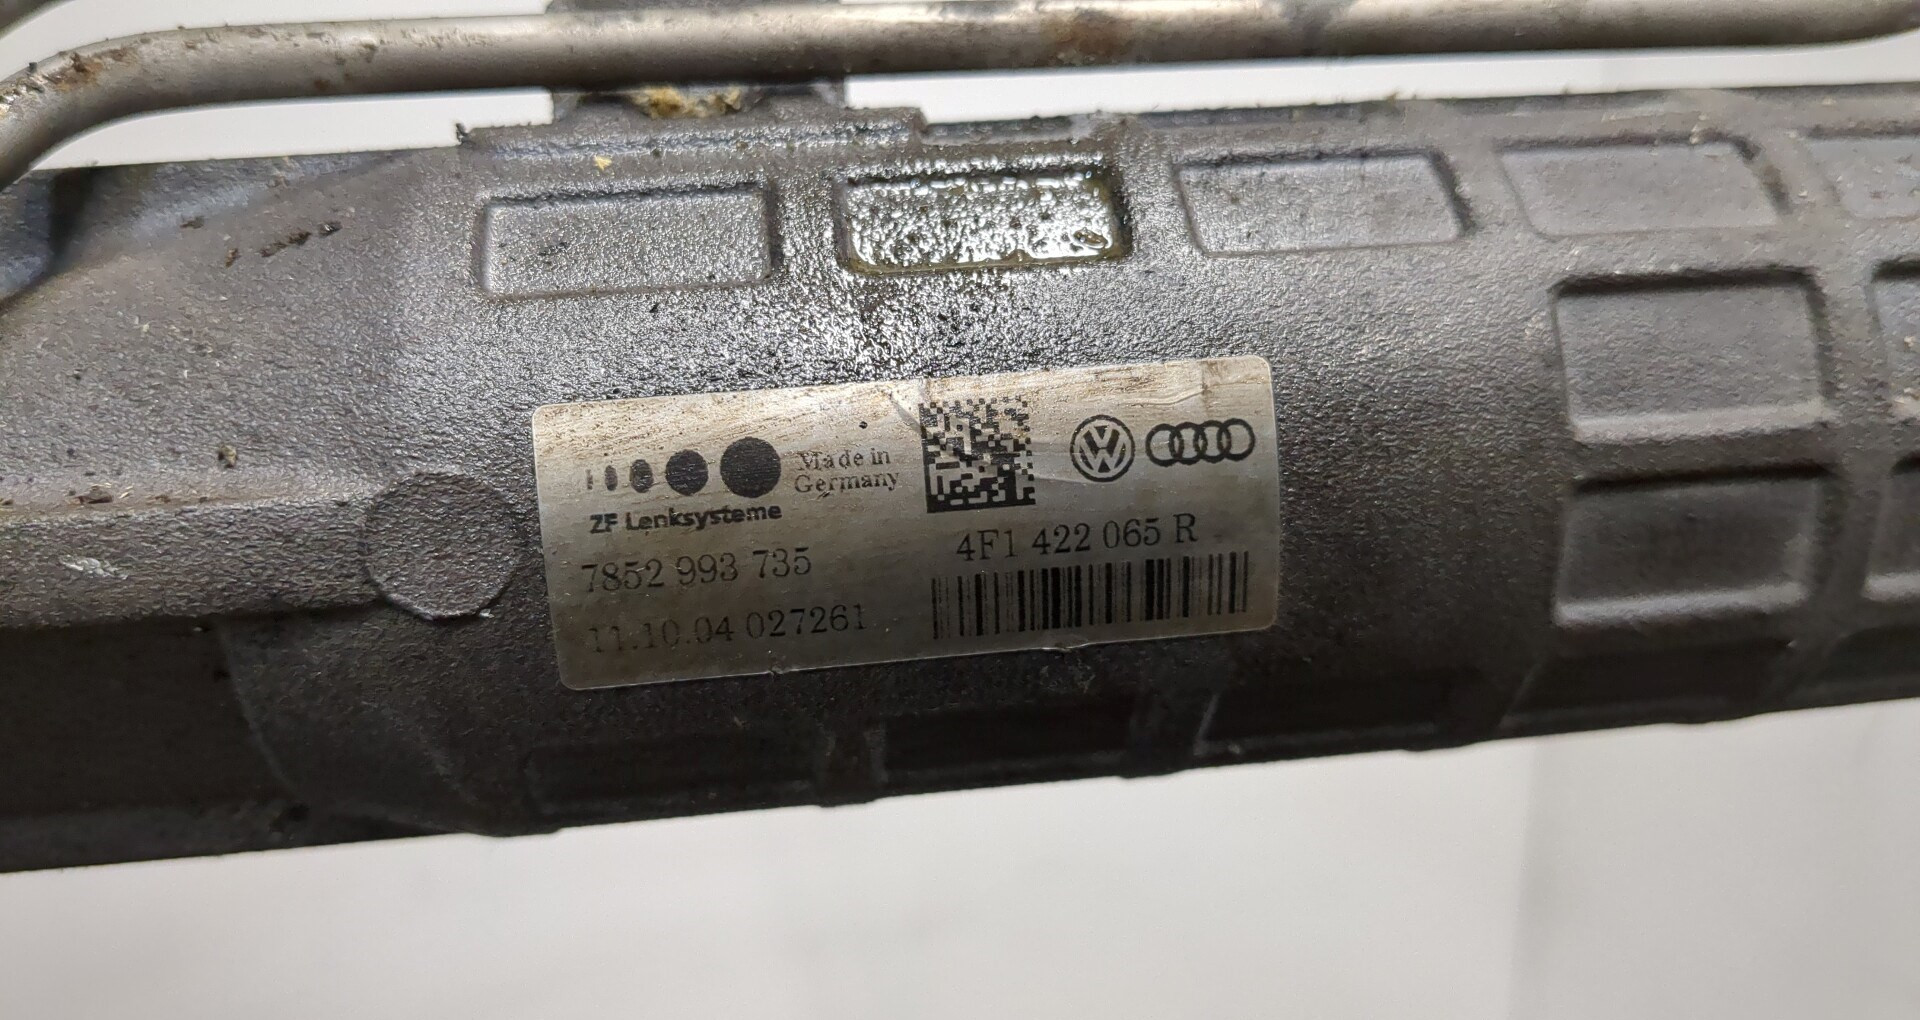 Made in
Germany
ZF Lenksysteme
7852 993 735
11.10.04 027261
4F1 422 065 R